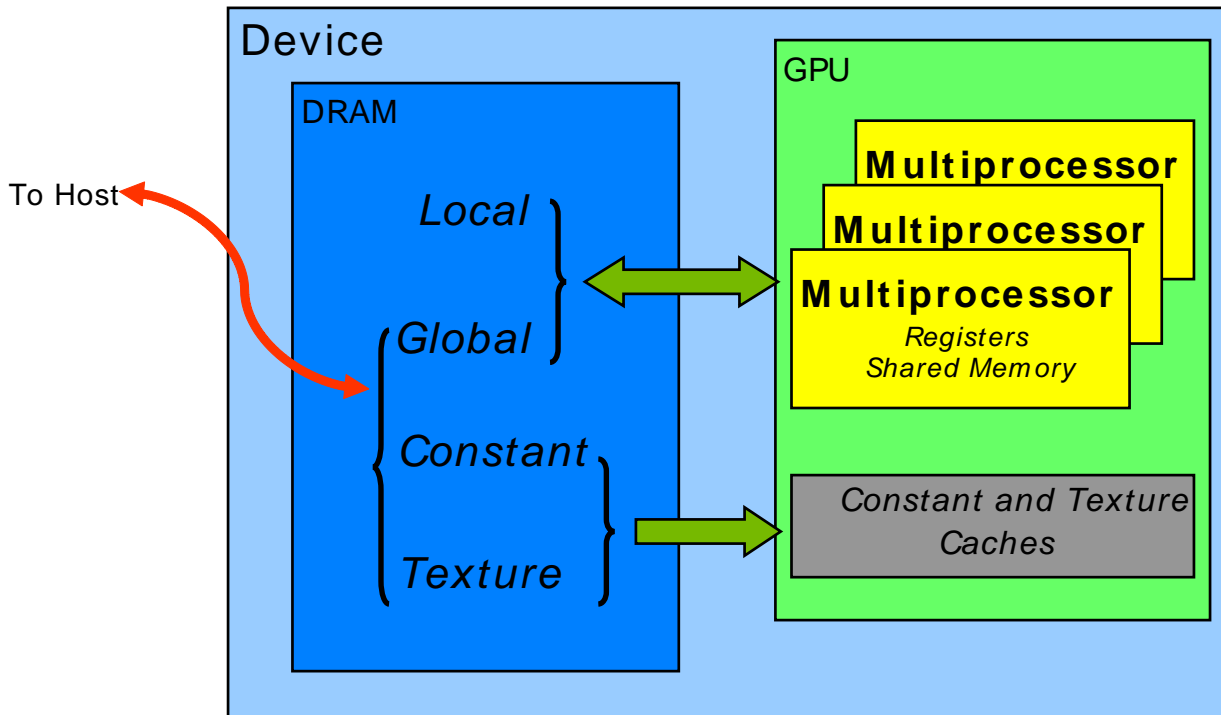 Device
GPU
DRAM
To Host
Local
Global
Constant
Texture
Multiprocessor
Multiprocessor
Multiprocessor
Registers
Shared Memory
Constant and Texture
Caches